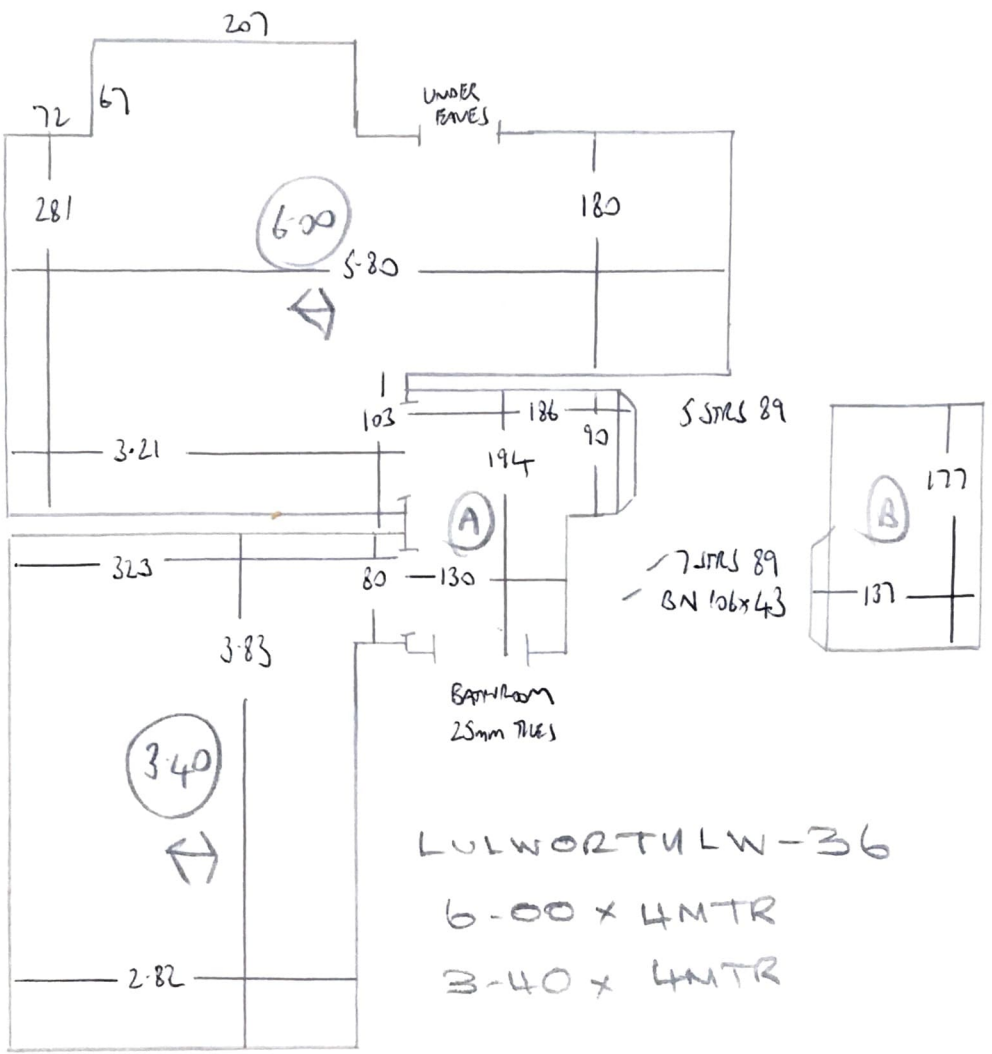 207
67
72
UNDER
EAVES
281
180
6.00
5.80
103
186
90
5 STRS 89
3.21
194
177
A
B
323
80
130
7 STRS 89
BN 106x43
137
3.83
BATHROOM
25mm TILES
3.40
LULWORTH LW-36
6-00 x 4MTR
2.82
3-40 x 4MTR